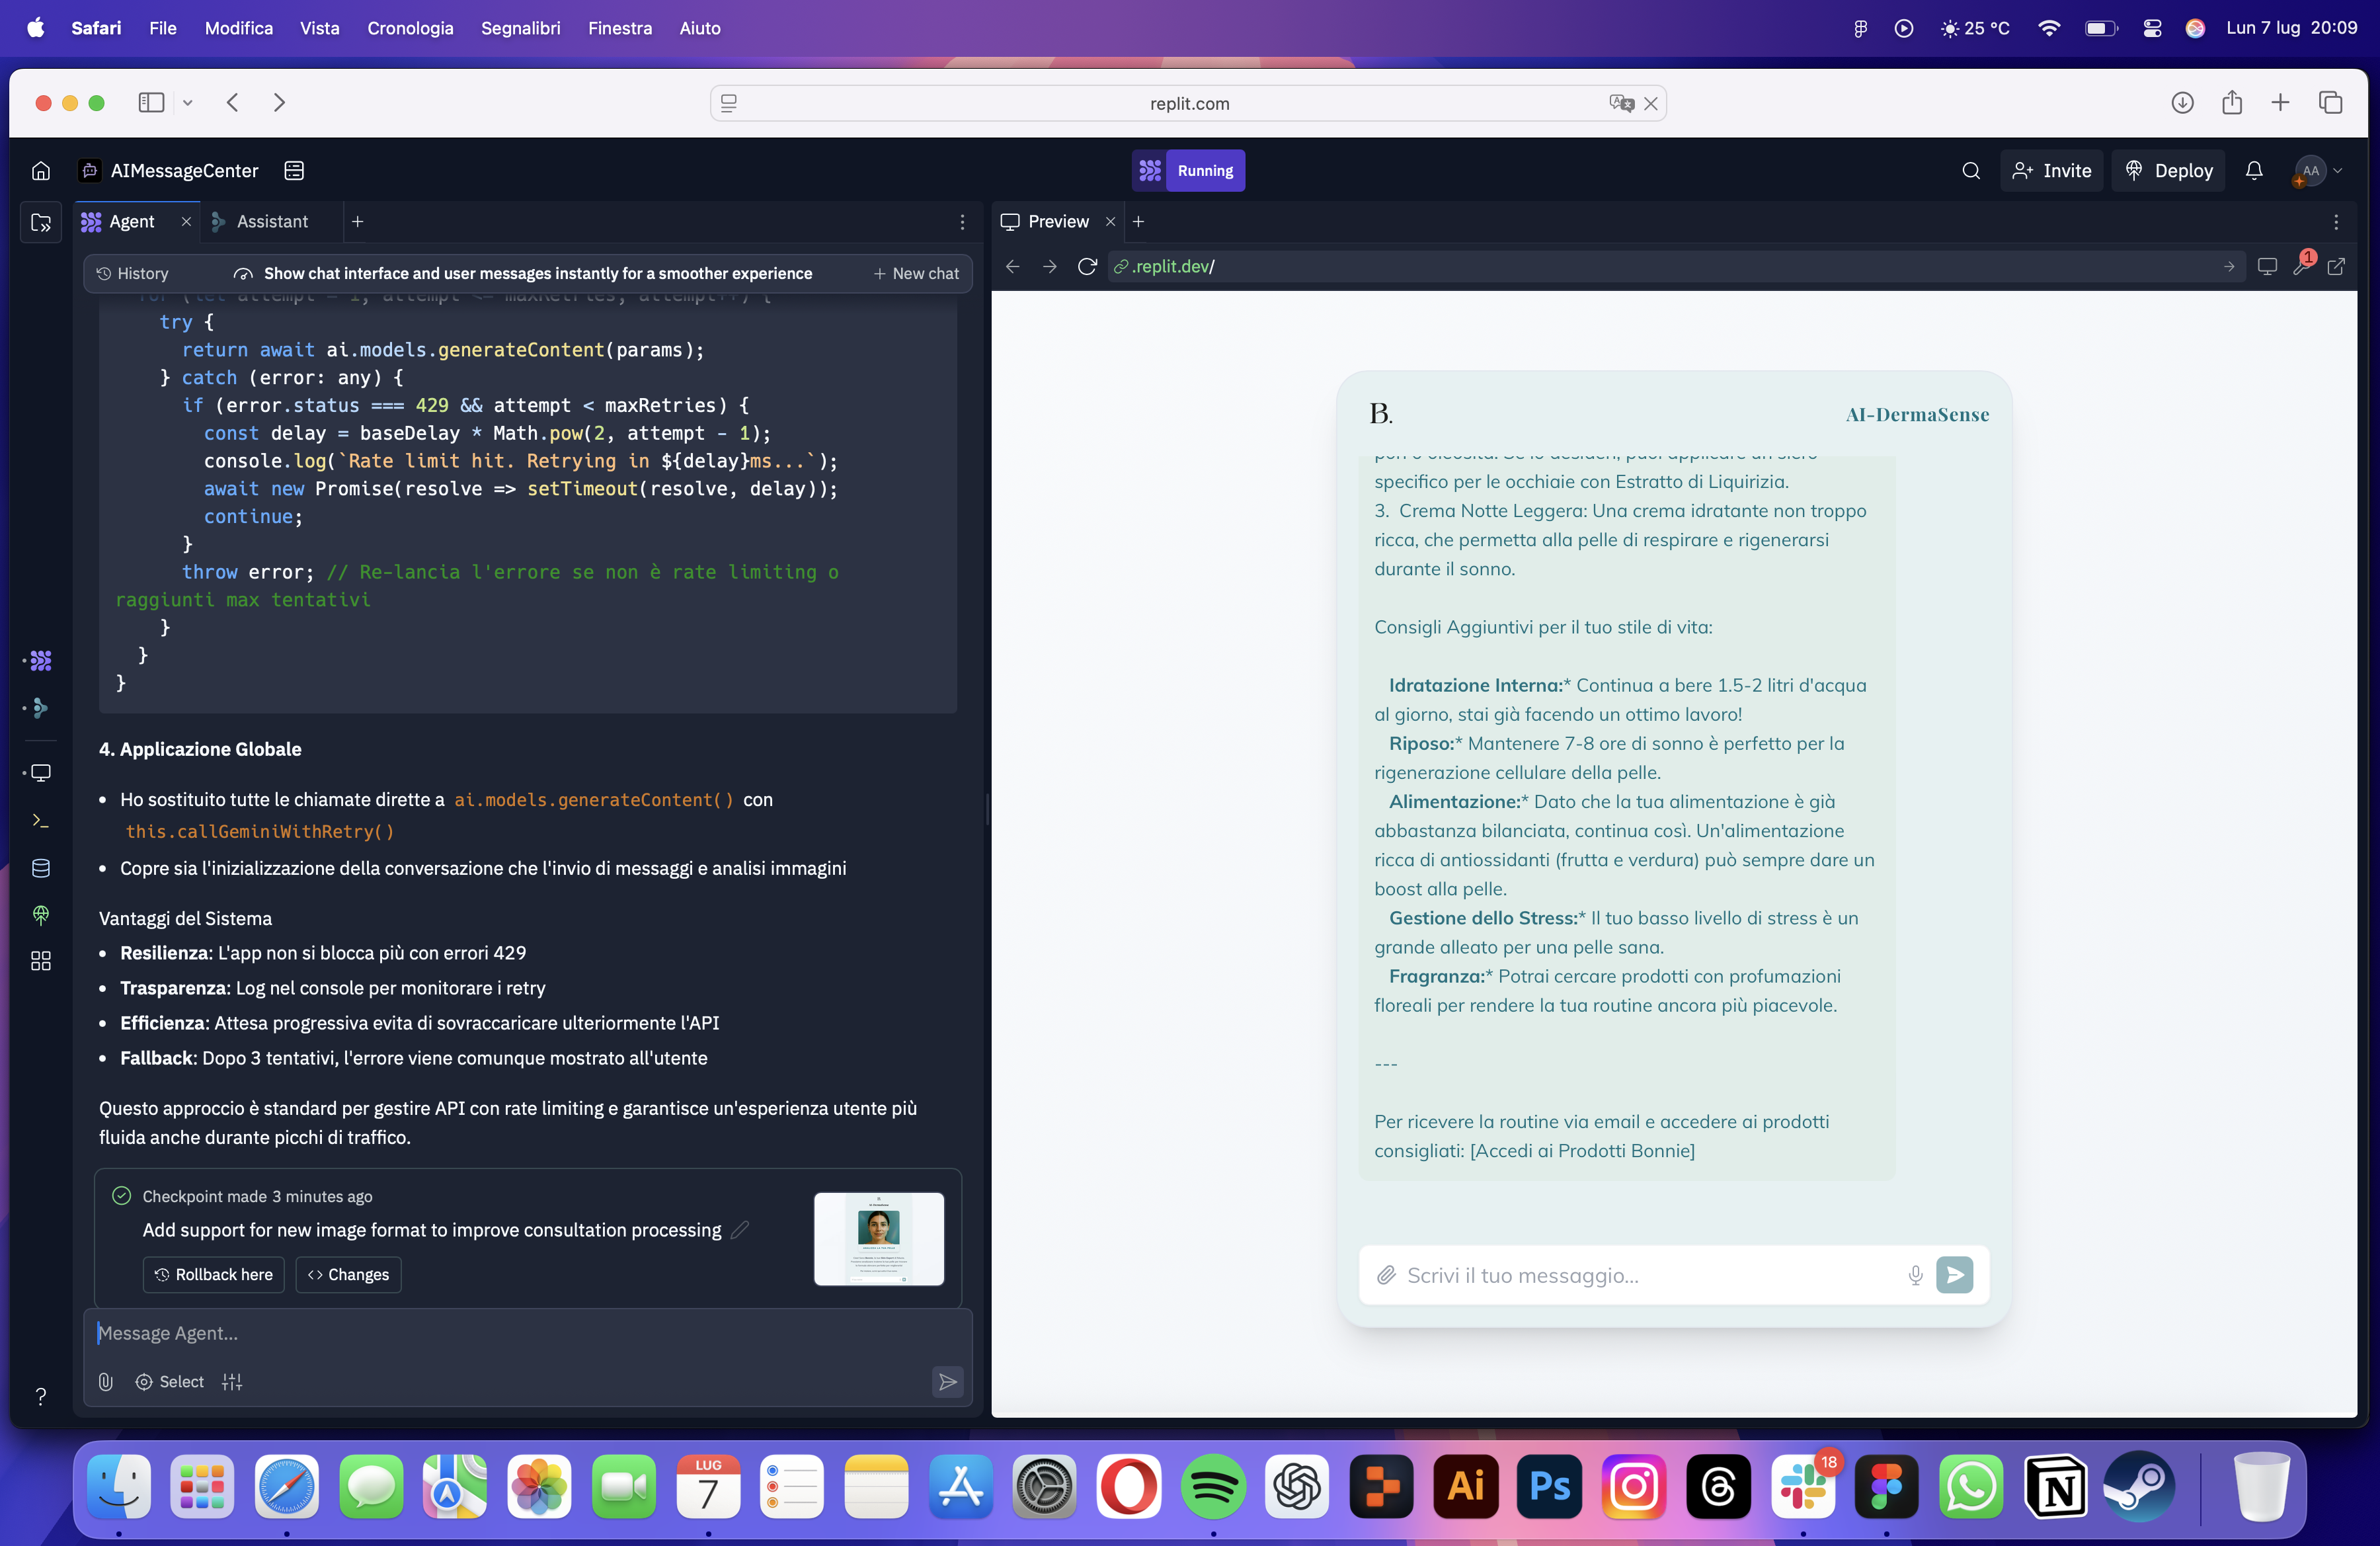 Safari File Modifica Vista Cronologia Segnalibri Finestra Aiuto
25 °C Lun 7 lug 20:09
replit.com
AIMessageCenter
Running
Invite
Deploy
AA
Agent
Assistant
History
Show chat interface and user messages instantly for a smoother experience
New chat
for (let attempt = 1; attempt <= maxRetries; attempt++) {
try {
return await ai.models.generateContent(params);
} catch (error: any) {
if (error.status === 429 && attempt < maxRetries) {
const delay = baseDelay * Math.pow(2, attempt - 1);
console.log(`Rate limit hit. Retrying in ${delay}ms...`);
await new Promise(resolve => setTimeout(resolve, delay));
continue;
}
throw error; // Re-lancia l'errore se non è rate limiting o
raggiunti max tentativi
}
}
}
4. Applicazione Globale
• Ho sostituito tutte le chiamate dirette a ai.models.generateContent() con
this.callGeminiWithRetry()
• Copre sia l'inizializzazione della conversazione che l'invio di messaggi e analisi immagini
Vantaggi del Sistema
• Resilienza: L'app non si blocca più con errori 429
• Trasparenza: Log nel console per monitorare i retry
• Efficienza: Attesa progressiva evita di sovraccaricare ulteriormente l'API
• Fallback: Dopo 3 tentativi, l'errore viene comunque mostrato all'utente
Questo approccio è standard per gestire API con rate limiting e garantisce un'esperienza utente più
fluida anche durante picchi di traffico.
Checkpoint made 3 minutes ago
Add support for new image format to improve consultation processing
Rollback here
Changes
Message Agent...
Select
?
Preview
.replit.dev/
1
B.
AI-DermaSense
pori o oleosità. Se lo desideri, puoi applicare un siero
specifico per le occhiaie con Estratto di Liquirizia.
3. Crema Notte Leggera: Una crema idratante non troppo
ricca, che permetta alla pelle di respirare e rigenerarsi
durante il sonno.
Consigli Aggiuntivi per il tuo stile di vita:
Idratazione Interna:* Continua a bere 1.5-2 litri d'acqua
al giorno, stai già facendo un ottimo lavoro!
Riposo:* Mantenere 7-8 ore di sonno è perfetto per la
rigenerazione cellulare della pelle.
Alimentazione:* Dato che la tua alimentazione è già
abbastanza bilanciata, continua così. Un'alimentazione
ricca di antiossidanti (frutta e verdura) può sempre dare un
boost alla pelle.
Gestione dello Stress:* Il tuo basso livello di stress è un
grande alleato per una pelle sana.
Fragranza:* Potrai cercare prodotti con profumazioni
floreali per rendere la tua routine ancora più piacevole.
---
Per ricevere la routine via email e accedere ai prodotti
consigliati: [Accedi ai Prodotti Bonnie]
Scrivi il tuo messaggio...
LUG
7
Ai
Ps
18